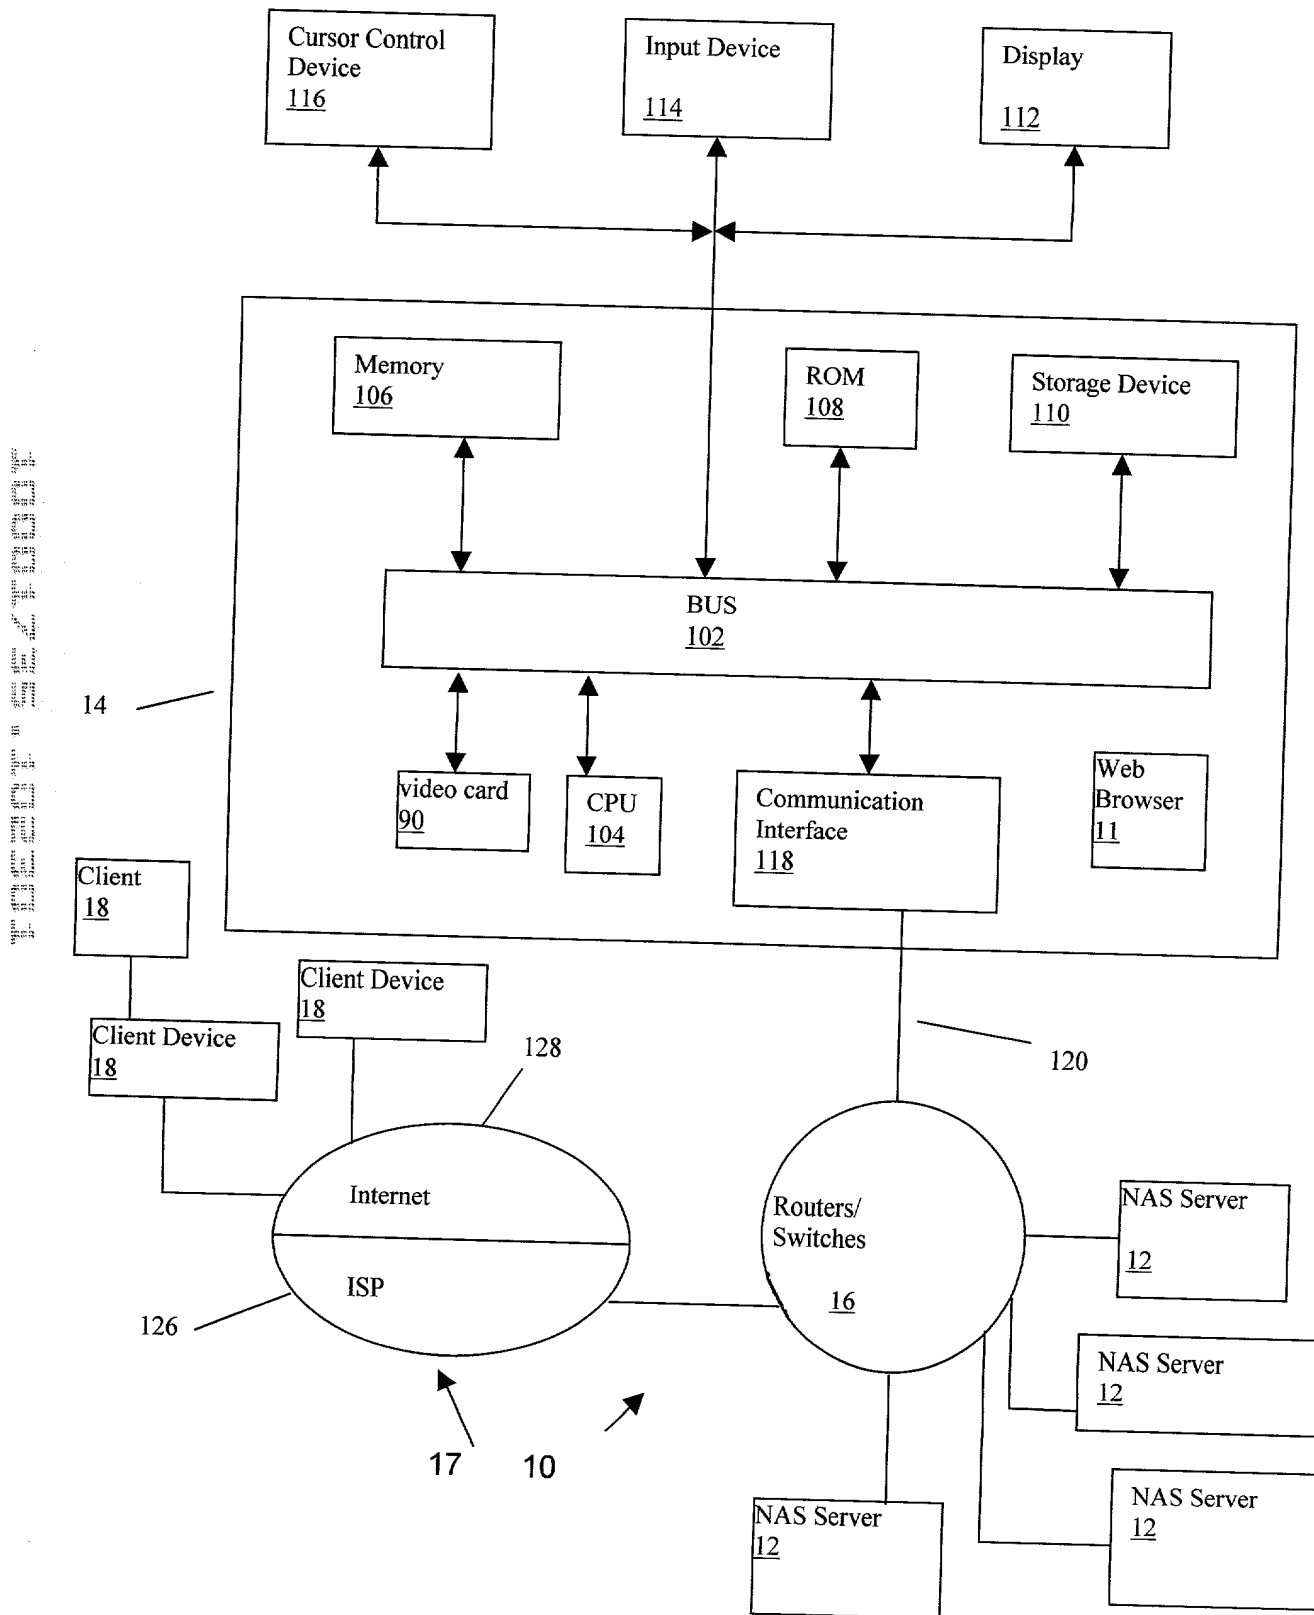 Cursor Control
Device
116
Input Device
114
Display
112
Memory
106
ROM
108
Storage Device
110
BUS
102
14
video card
90
CPU
104
Communication
Interface
118
Web
Browser
11
Client
18
Client Device
18
Client Device
18
128
120
Internet
ISP
126
Routers/
Switches
16
NAS Server
12
NAS Server
12
NAS Server
12
NAS Server
12
17
10